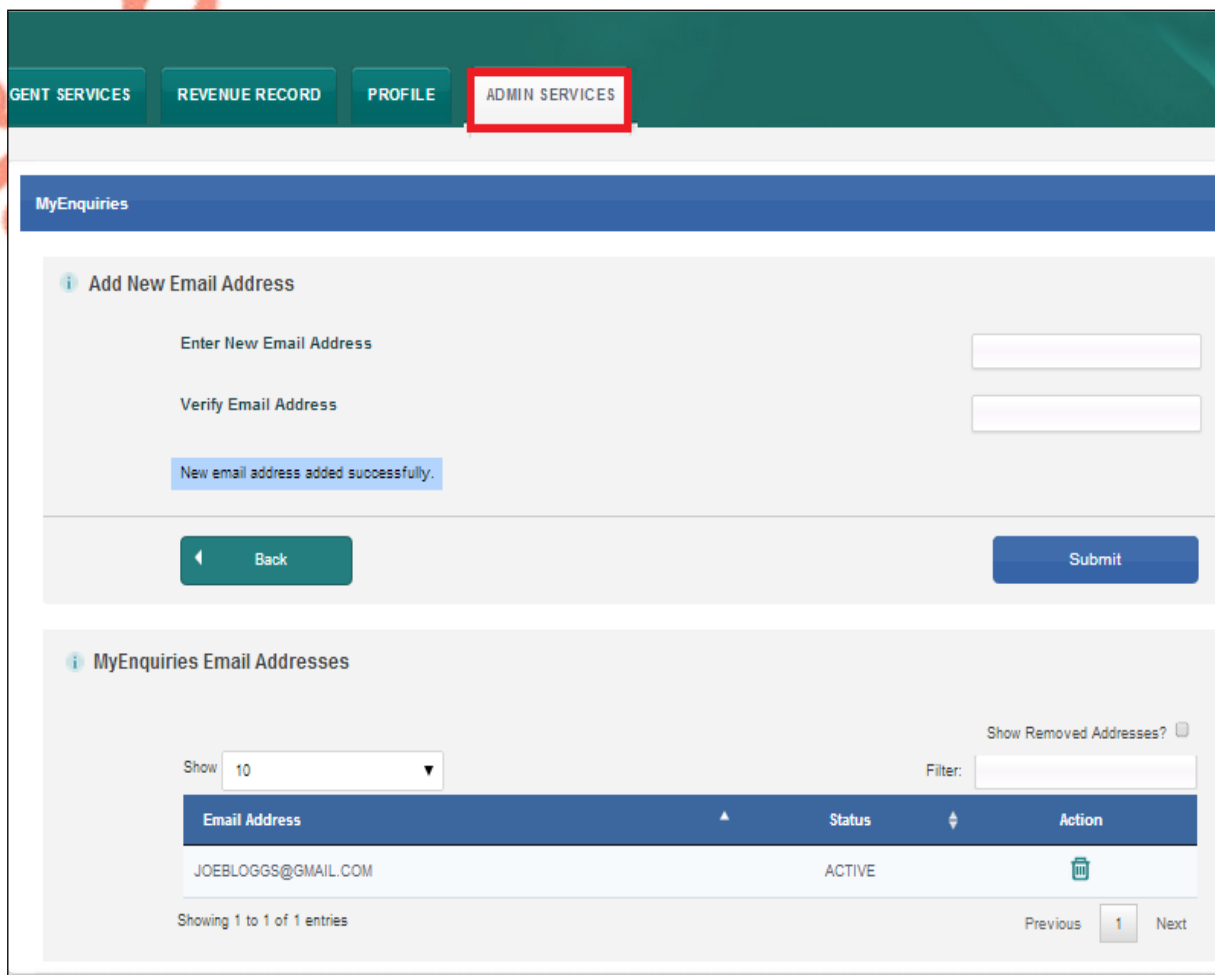 GENT SERVICES REVENUE RECORD PROFILE ADMIN SERVICES
MyEnquiries
i Add New Email Address
Enter New Email Address
Verify Email Address
New email address added successfully.
Back Submit
i MyEnquiries Email Addresses
Show Removed Addresses?
Show 10 Filter:
Email Address Status Action
JOEBLOGGS@GMAIL.COM ACTIVE
Showing 1 to 1 of 1 entries Previous 1 Next